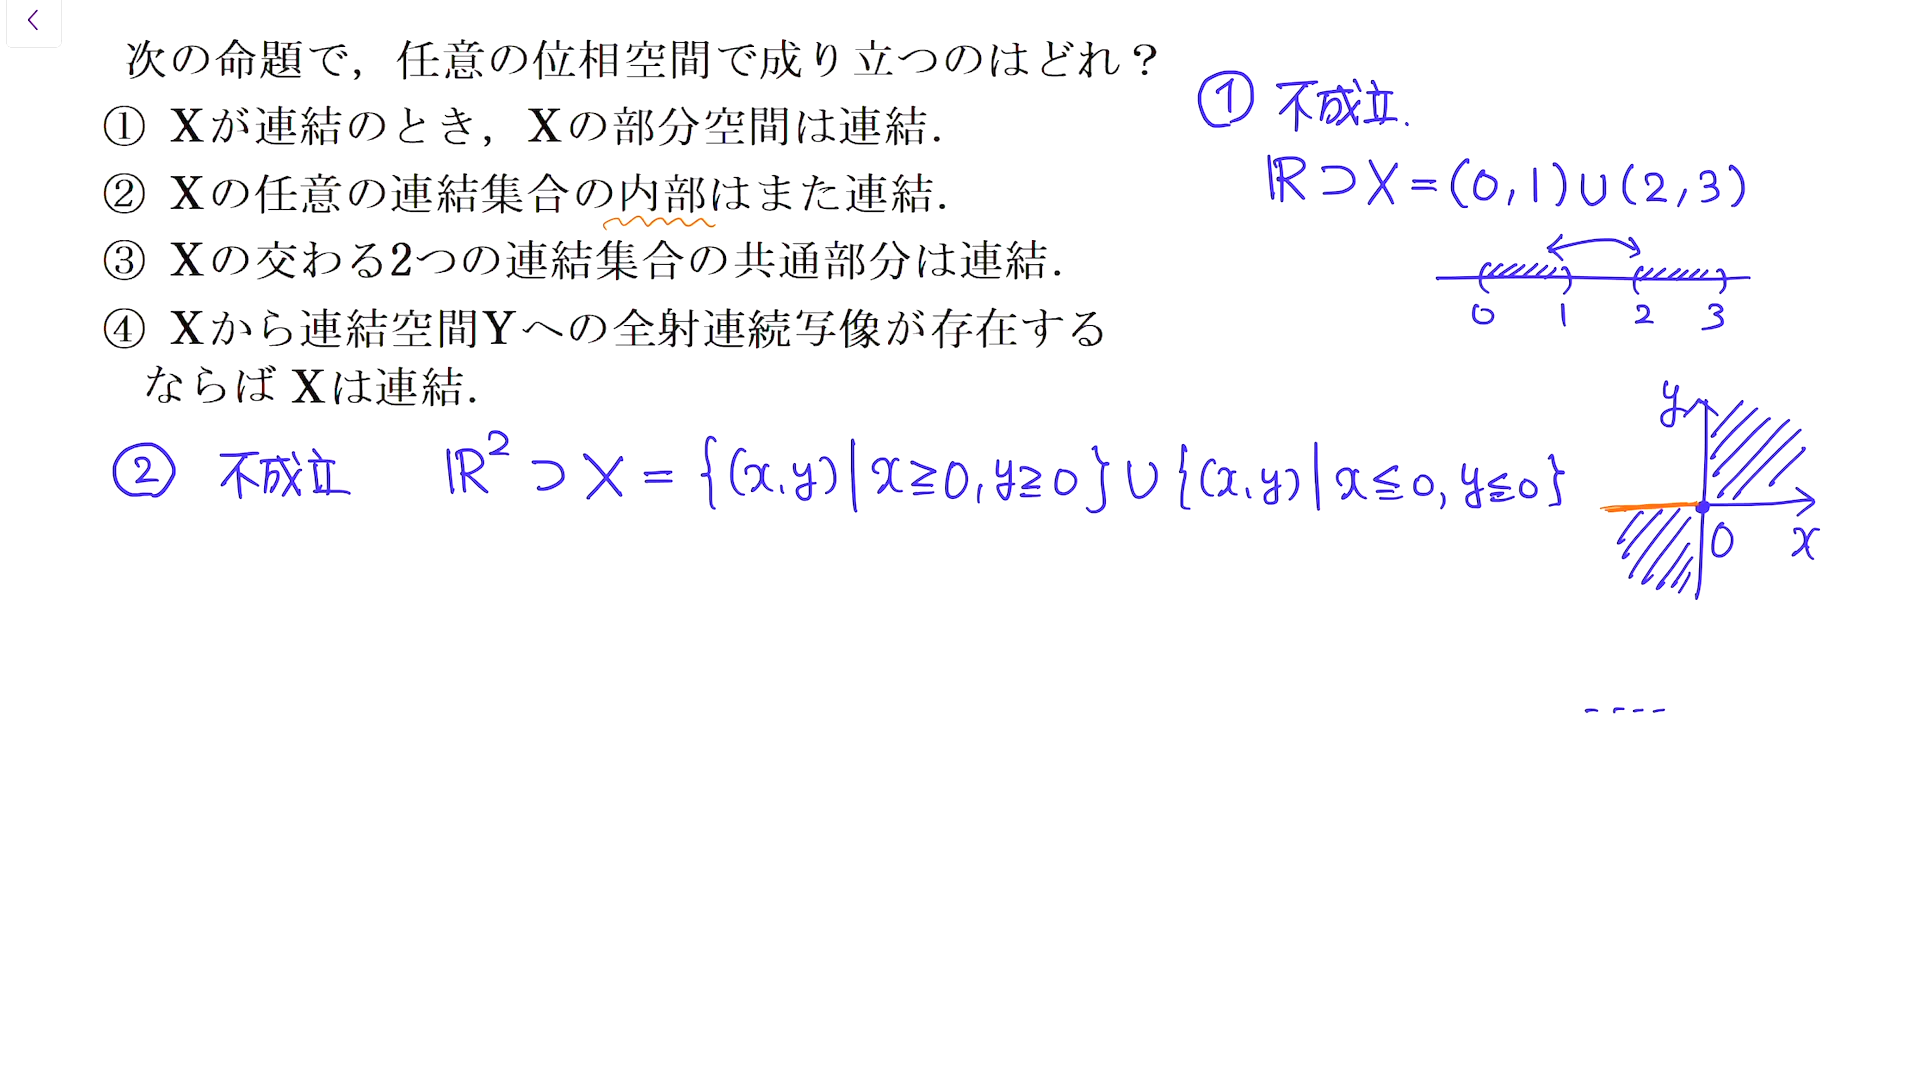 次の命題で，任意の位相空間で成り立つのはどれ？
① Xが連結のとき，Xの部分空間は連結．
② Xの任意の連結集合の内部はまた連結．
③ Xの交わる2つの連結集合の共通部分は連結．
④ Xから連結空間Yへの全射連続写像が存在する
ならば Xは連結．
① 不成立.
ℝ⊃X=(0,1)∪(2,3)
0 1 2 3
② 不成立 ℝ²⊃X={(x,y)|x≧0,y≧0}∪{(x,y)|x≦0,y≦0}
y
0 x